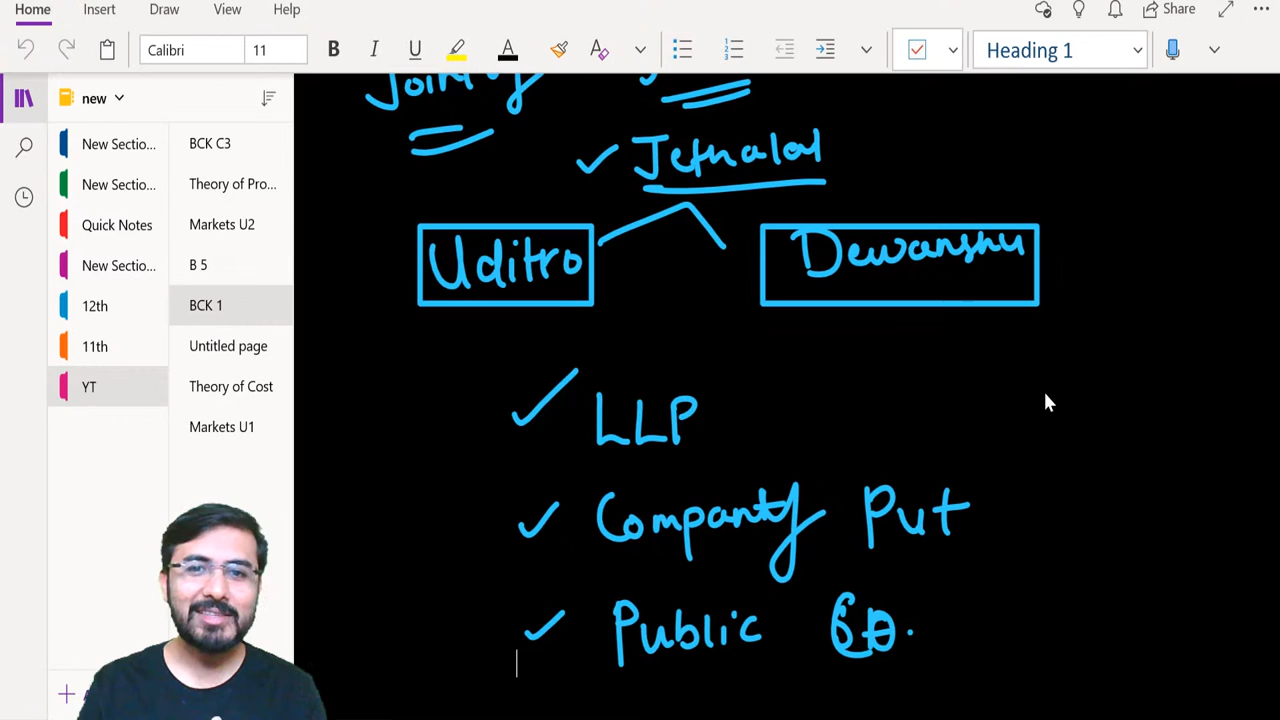 Home Insert Draw View Help Share
Calibri 11 B I U A Heading 1
new
New Sectio...
New Sectio...
Quick Notes
New Sectio...
12th
11th
YT
BCK C3
Theory of Pro...
Markets U2
B 5
BCK 1
Untitled page
Theory of Cost
Markets U1
Jethalal
Uditro Dewanshu
LLP
Company Put
Public Co.